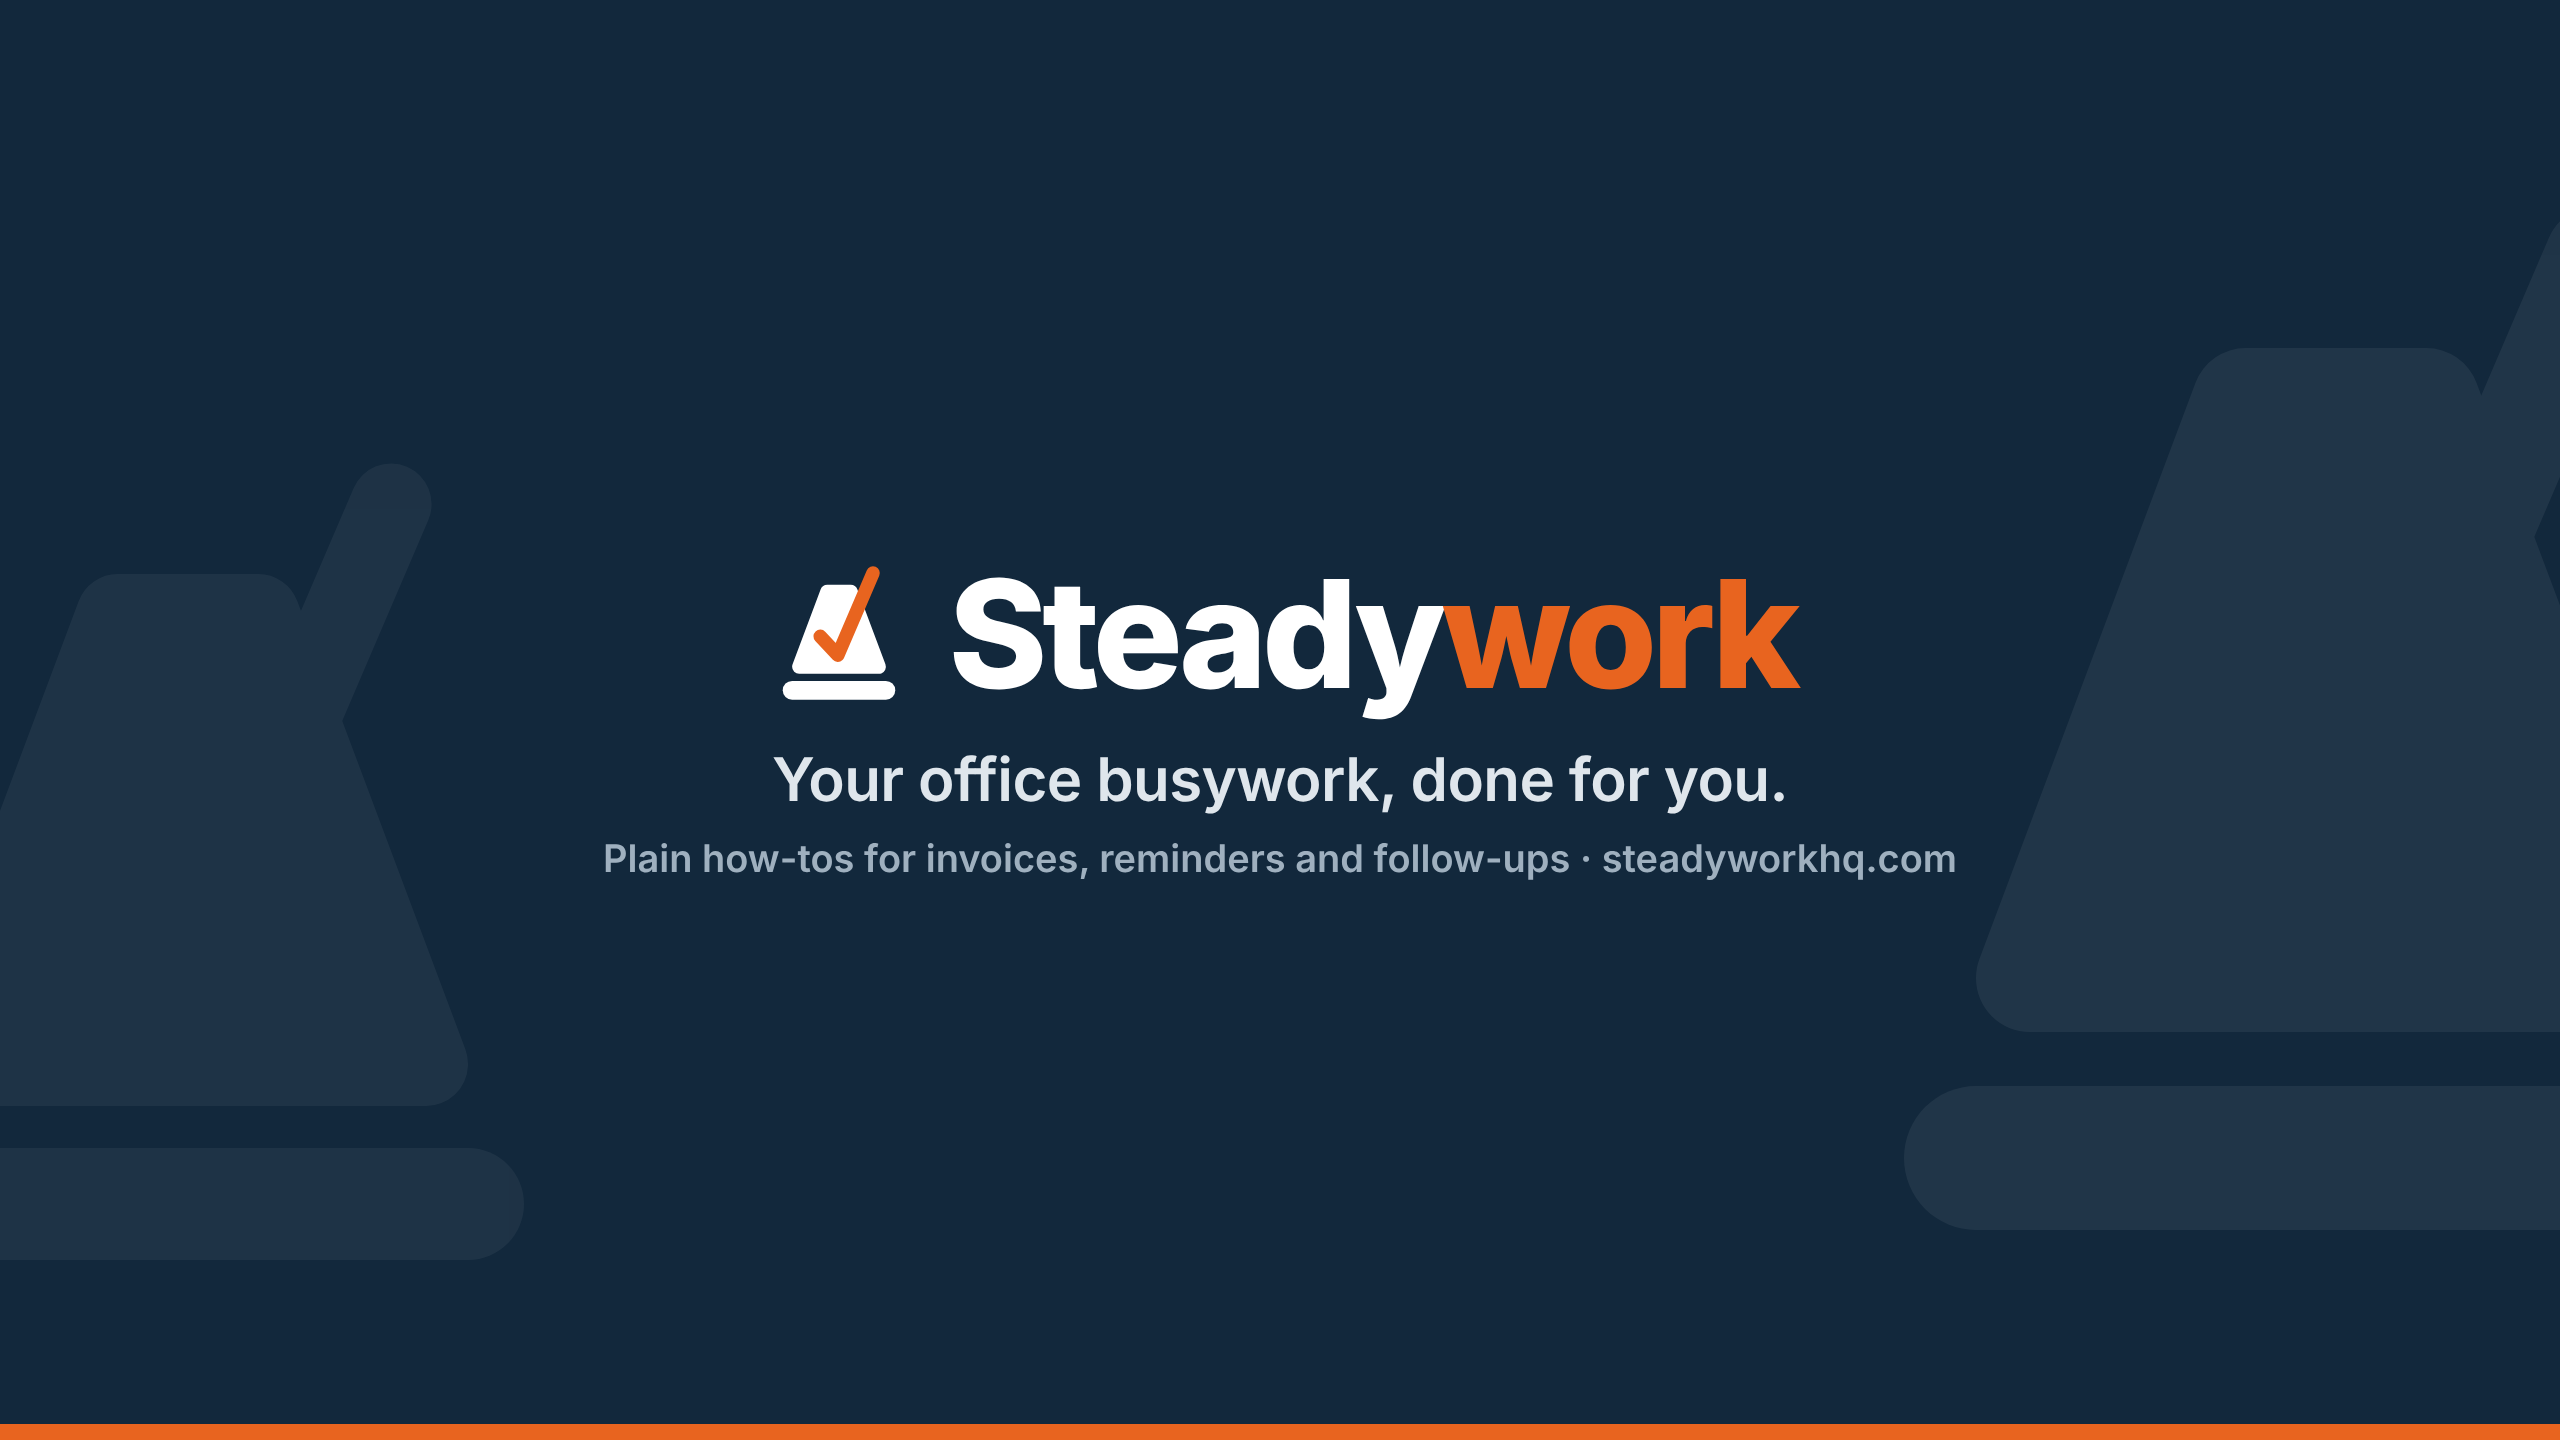 Steadywork
Your office busywork, done for you.
Plain how-tos for invoices, reminders and follow-ups · steadyworkhq.com